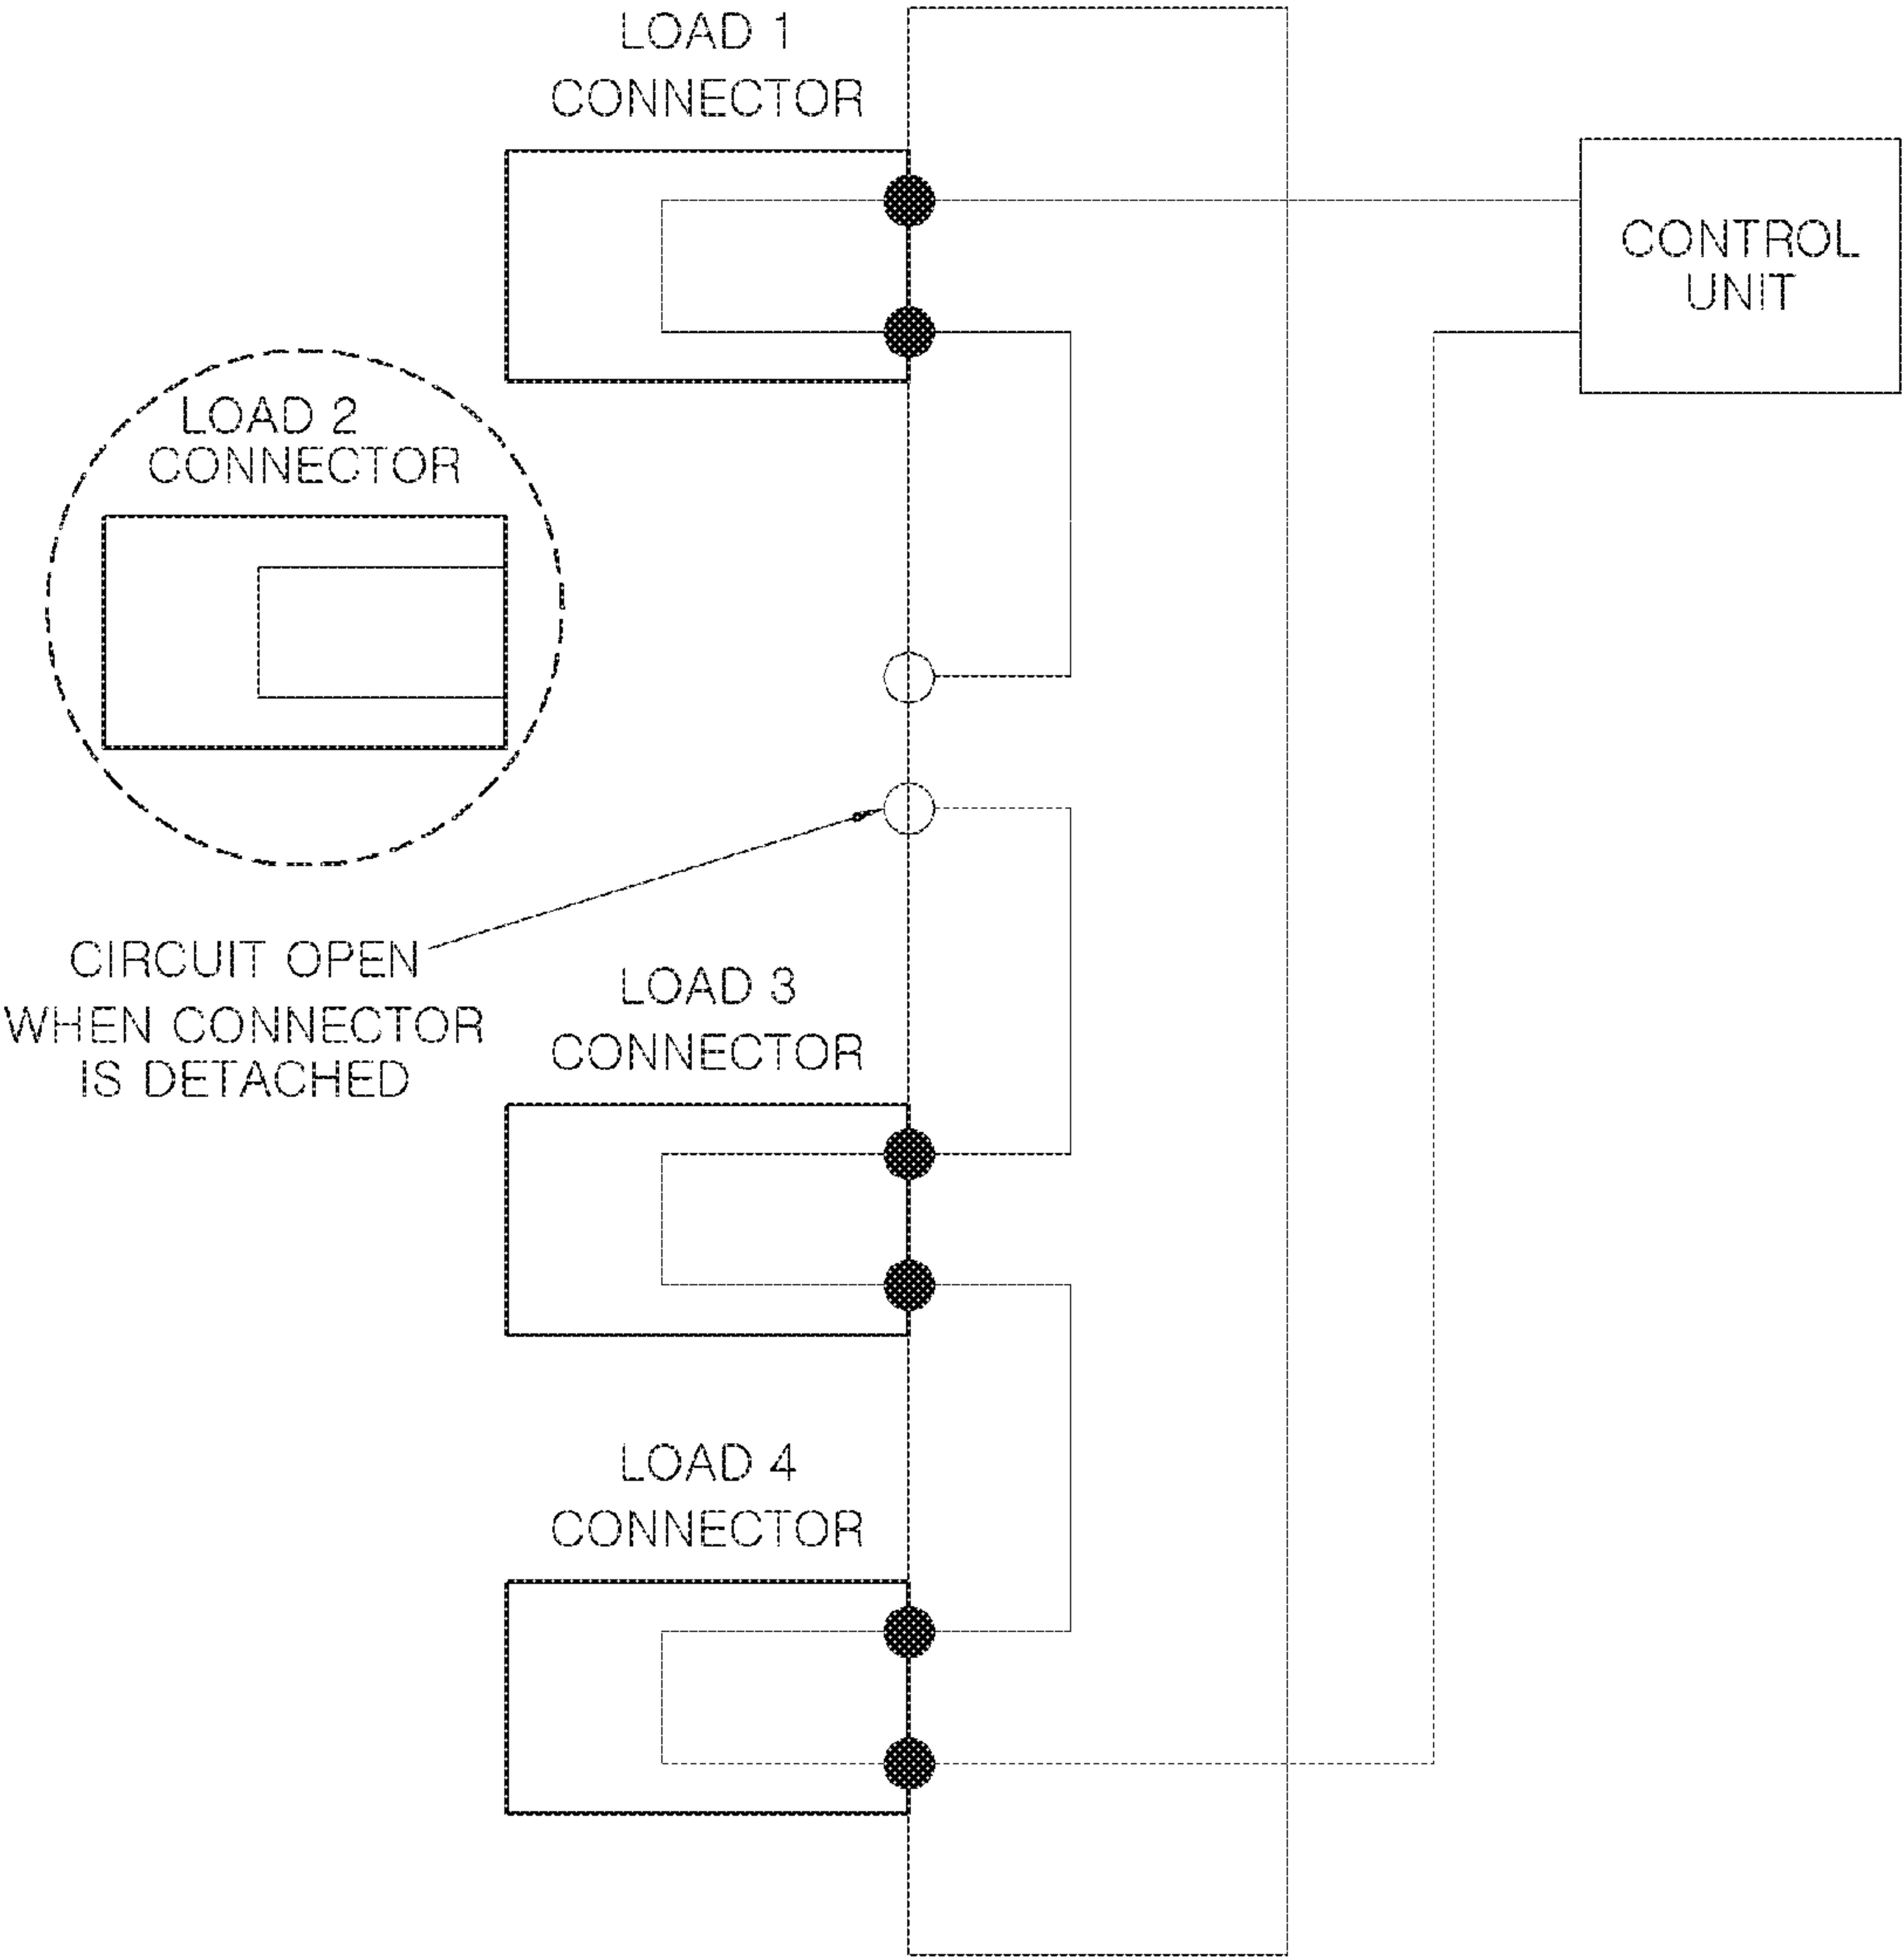 LOAD 1
CONNECTOR
CONTROL
UNIT
LOAD 2
CONNECTOR
CIRCUIT OPEN
WHEN CONNECTOR
IS DETACHED
LOAD 3
CONNECTOR
LOAD 4
CONNECTOR